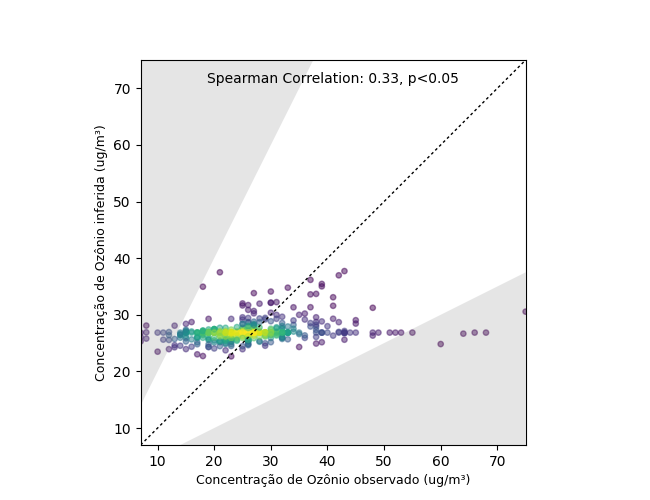 Spearman Correlation: 0.33, p<0.05
70
60
50
40
30
20
10
Concentração de Ozônio inferida (ug/m³)
10 20 30 40 50 60 70
Concentração de Ozônio observado (ug/m³)